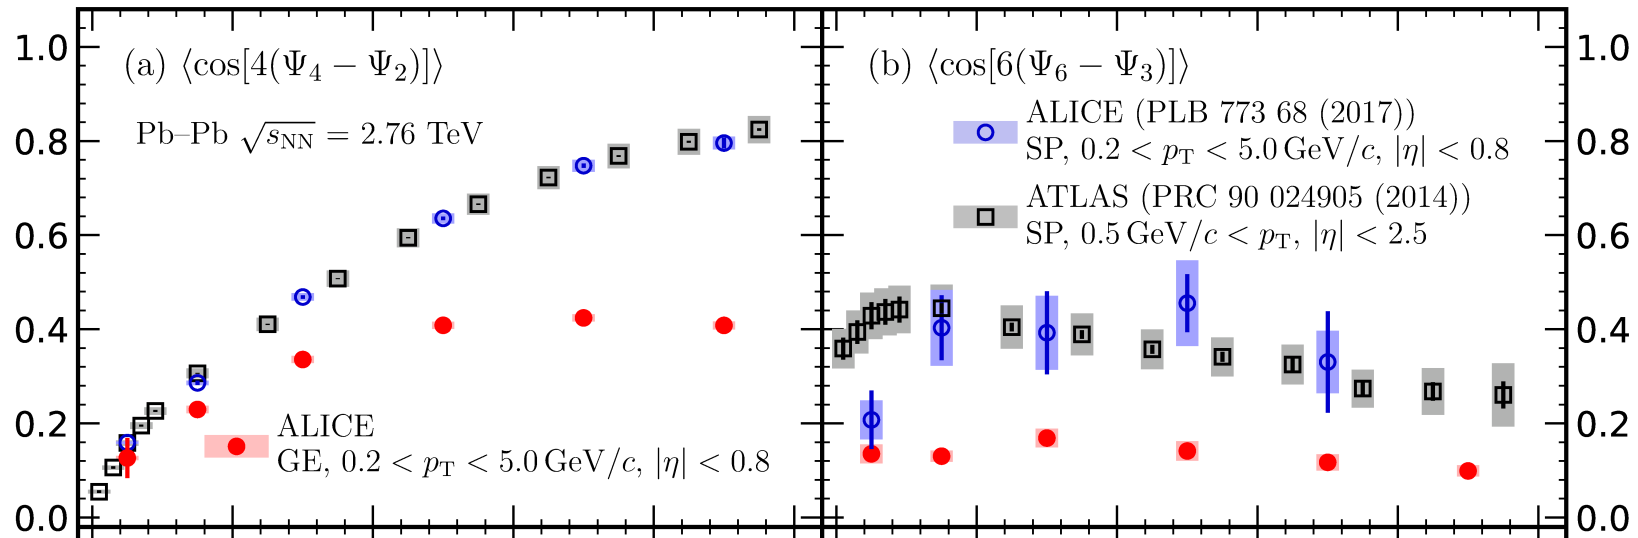 1.0
0.8
0.6
0.4
0.2
0.0
(a) ⟨cos[4(Ψ₄ − Ψ₂)]⟩
Pb–Pb √sNN = 2.76 TeV
ALICE
GE, 0.2 < pT < 5.0 GeV/c, |η| < 0.8
(b) ⟨cos[6(Ψ₆ − Ψ₃)]⟩
ALICE (PLB 773 68 (2017))
SP, 0.2 < pT < 5.0 GeV/c, |η| < 0.8
ATLAS (PRC 90 024905 (2014))
SP, 0.5 GeV/c < pT, |η| < 2.5
1.0
0.8
0.6
0.4
0.2
0.0